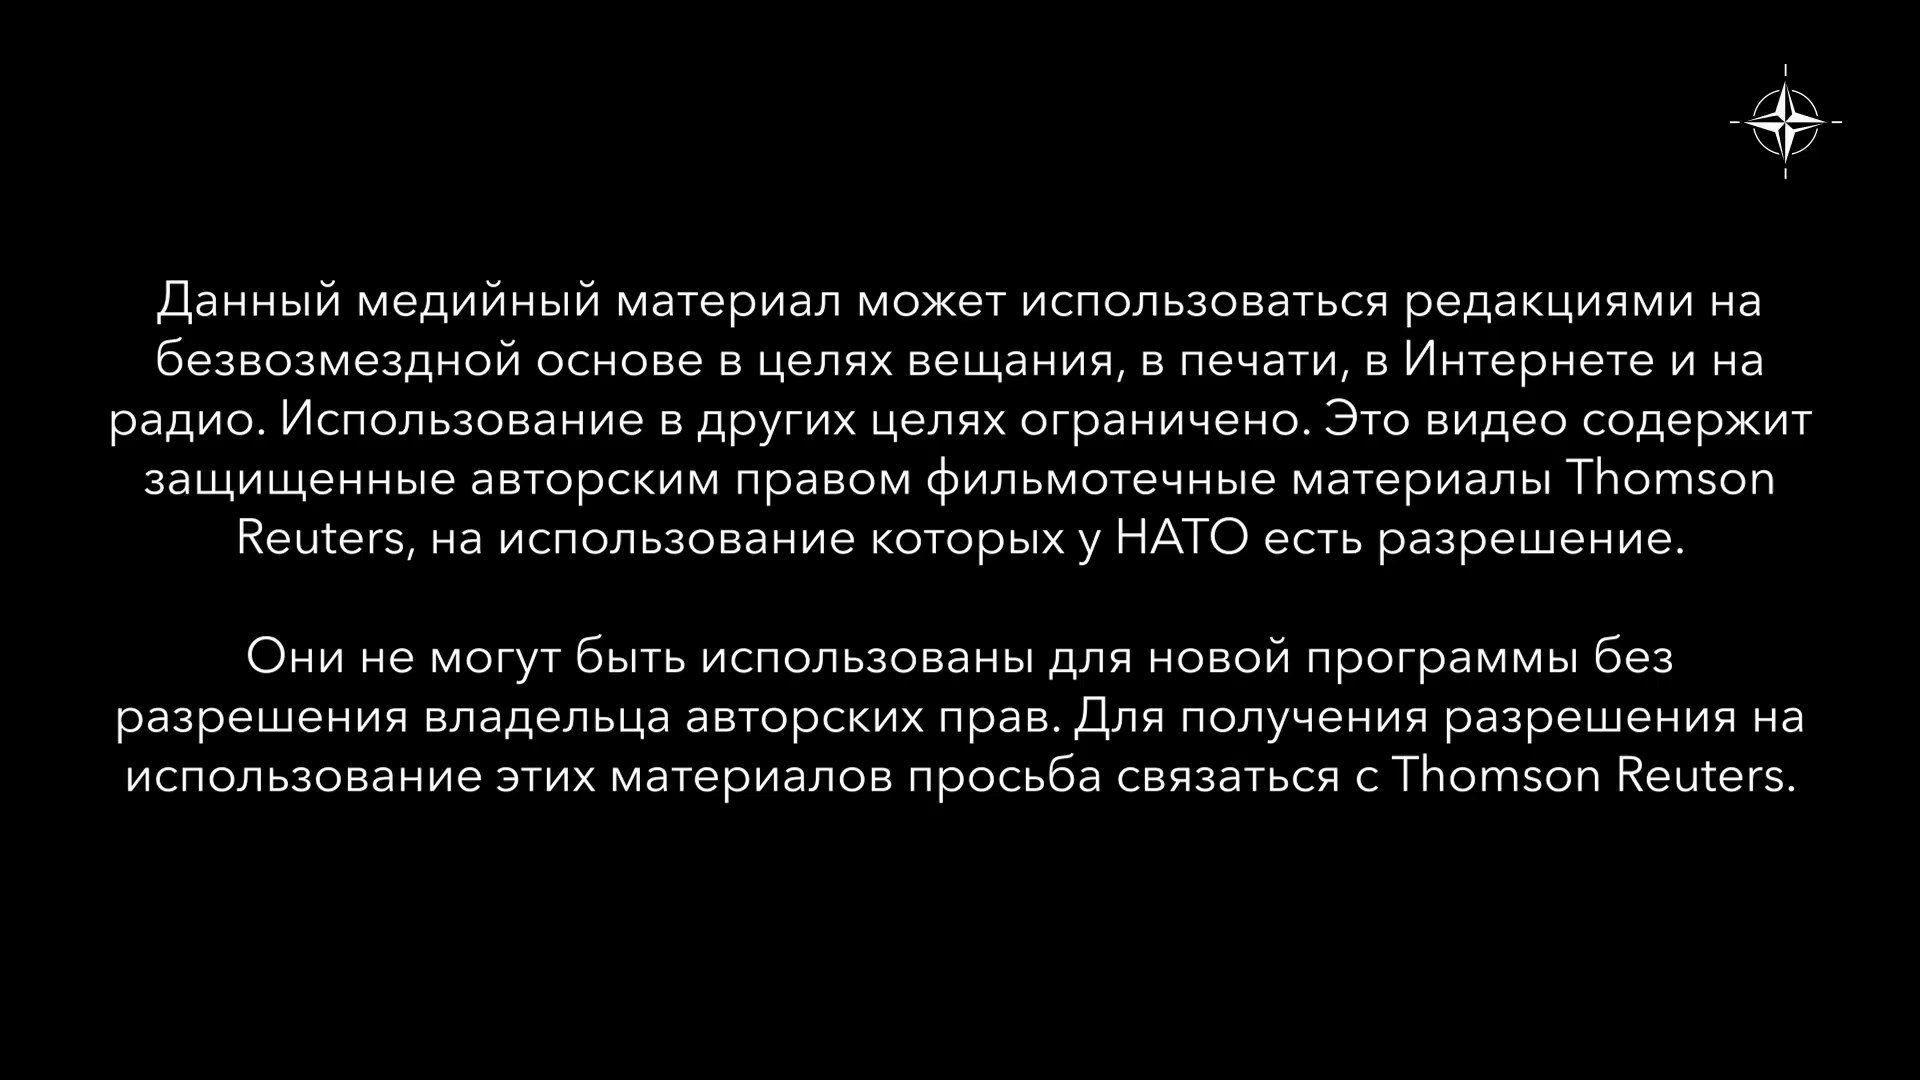 Данный медийный материал может использоваться редакциями на
безвозмездной основе в целях вещания, в печати, в Интернете и на
радио. Использование в других целях ограничено. Это видео содержит
защищенные авторским правом фильмотечные материалы Thomson
Reuters, на использование которых у НАТО есть разрешение.
Они не могут быть использованы для новой программы без
разрешения владельца авторских прав. Для получения разрешения на
использование этих материалов просьба связаться с Thomson Reuters.